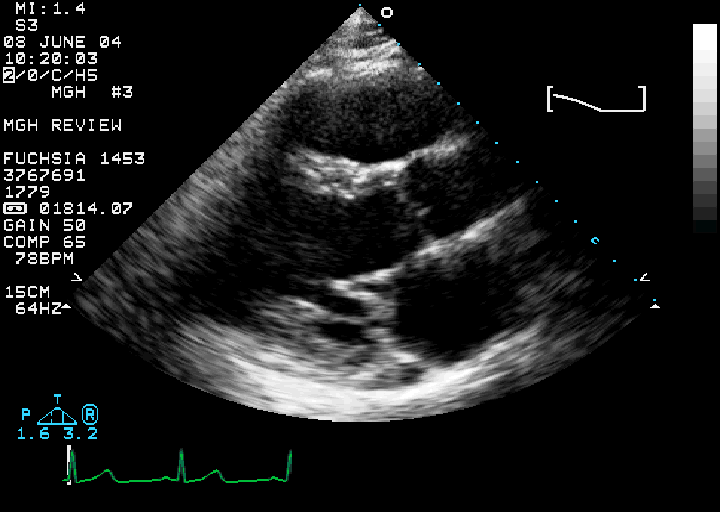 MI:1.4
S3
08 JUNE 04
10:20:03
2/0/C/H5
MGH #3
MGH REVIEW
FUCHSIA 1453
3767691
1779
01814.07
GAIN 50
COMP 65
78BPM
15CM
64HZ
T
P R
1.6 3.2